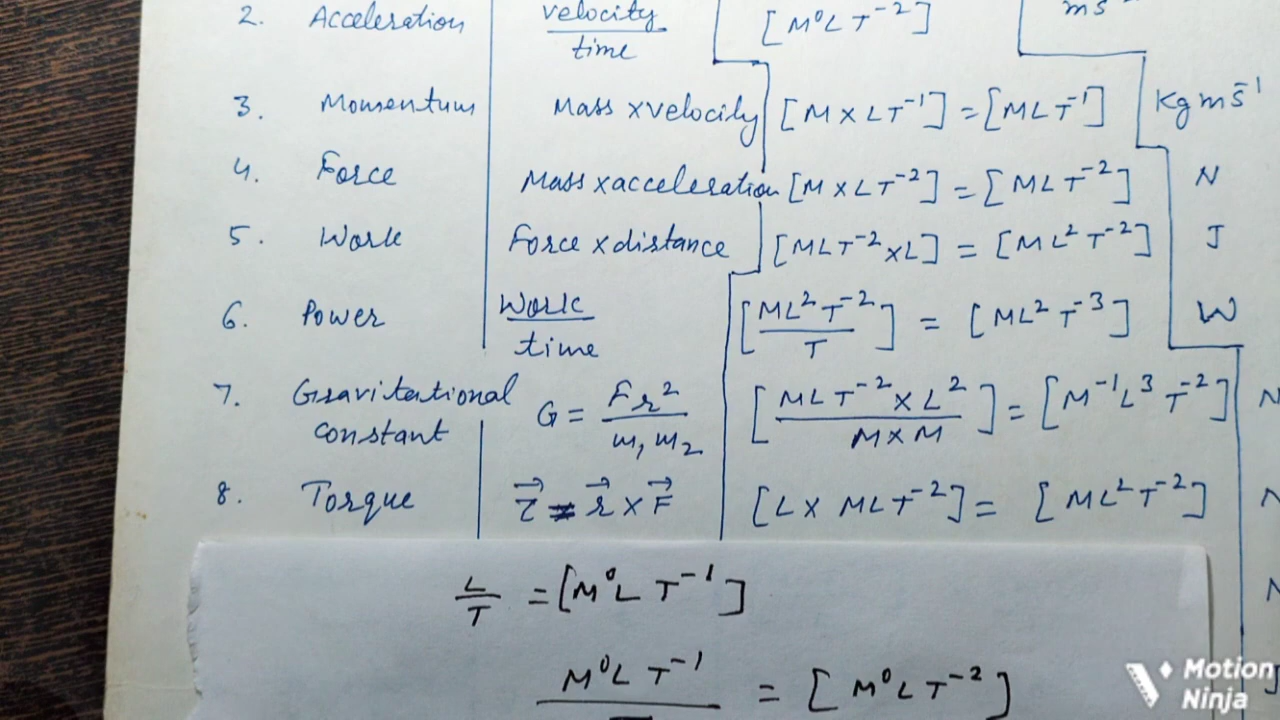 2. Acceleration velocity/time [M⁰LT⁻²]
3. Momentum Mass x velocity [M x LT⁻¹] = [MLT⁻¹] Kgms⁻¹
4. Force Mass x acceleration [M x LT⁻²] = [MLT⁻²] N
5. Work Force x distance [MLT⁻² x L] = [ML²T⁻²] J
6. Power Work/time [ML²T⁻²/T] = [ML²T⁻³] W
7. Gravitational constant G = Fr²/m₁m₂ [MLT⁻² x L²/M x M] = [M⁻¹L³T⁻²] N
8. Torque τ⃗ = r⃗ x F⃗ [L x MLT⁻²] = [ML²T⁻²]
L/T = [M⁰LT⁻¹]
M⁰LT⁻¹ = [M⁰LT⁻²]
Motion
Ninja